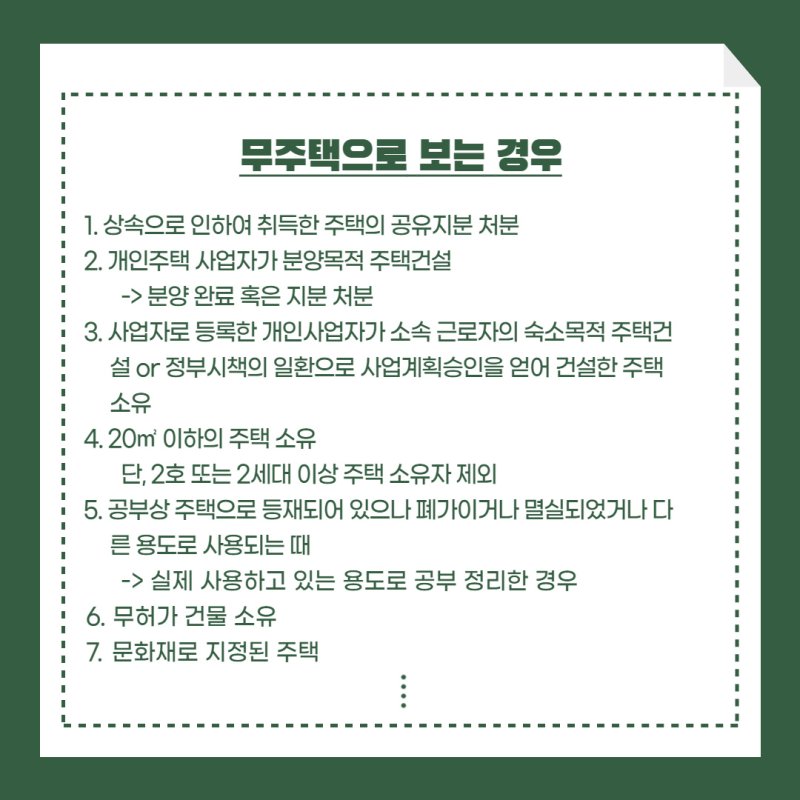 무주택으로 보는 경우
1. 상속으로 인하여 취득한 주택의 공유지분 처분
2. 개인주택 사업자가 분양목적 주택건설
-> 분양 완료 혹은 지분 처분
3. 사업자로 등록한 개인사업자가 소속 근로자의 숙소목적 주택건
설 or 정부시책의 일환으로 사업계획승인을 얻어 건설한 주택
소유
4. 20㎡ 이하의 주택 소유
단, 2호 또는 2세대 이상 주택 소유자 제외
5. 공부상 주택으로 등재되어 있으나 폐가이거나 멸실되었거나 다
른 용도로 사용되는 때
-> 실제 사용하고 있는 용도로 공부 정리한 경우
6. 무허가 건물 소유
7. 문화재로 지정된 주택
⋮